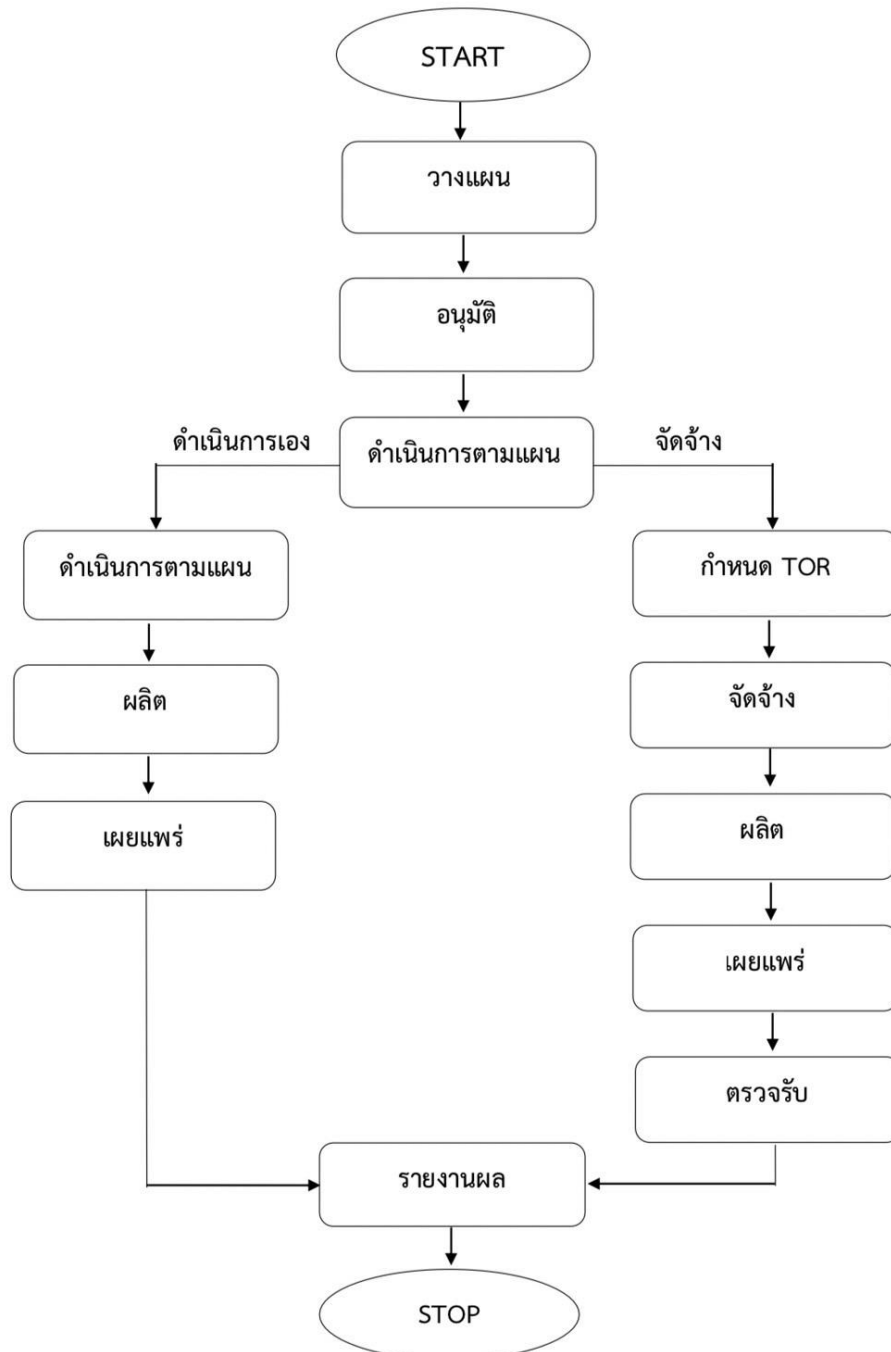 START
วางแผน
อนุมัติ
ดำเนินการเอง
ดำเนินการตามแผน
จัดจ้าง
ดำเนินการตามแผน
ผลิต
เผยแพร่
กำหนด TOR
จัดจ้าง
ผลิต
เผยแพร่
ตรวจรับ
รายงานผล
STOP